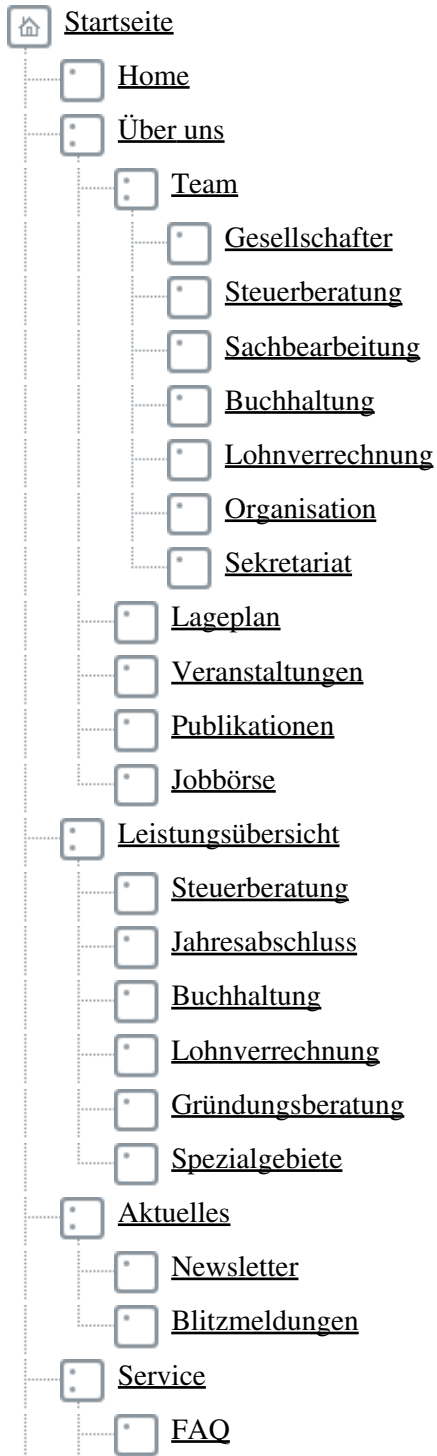 Startseite
Home
Über uns
Team
Gesellschafter
Steuerberatung
Sachbearbeitung
Buchhaltung
Lohnverrechnung
Organisation
Sekretariat
Lageplan
Veranstaltungen
Publikationen
Jobbörse
Leistungsübersicht
Steuerberatung
Jahresabschluss
Buchhaltung
Lohnverrechnung
Gründungsberatung
Spezialgebiete
Aktuelles
Newsletter
Blitzmeldungen
Service
FAQ